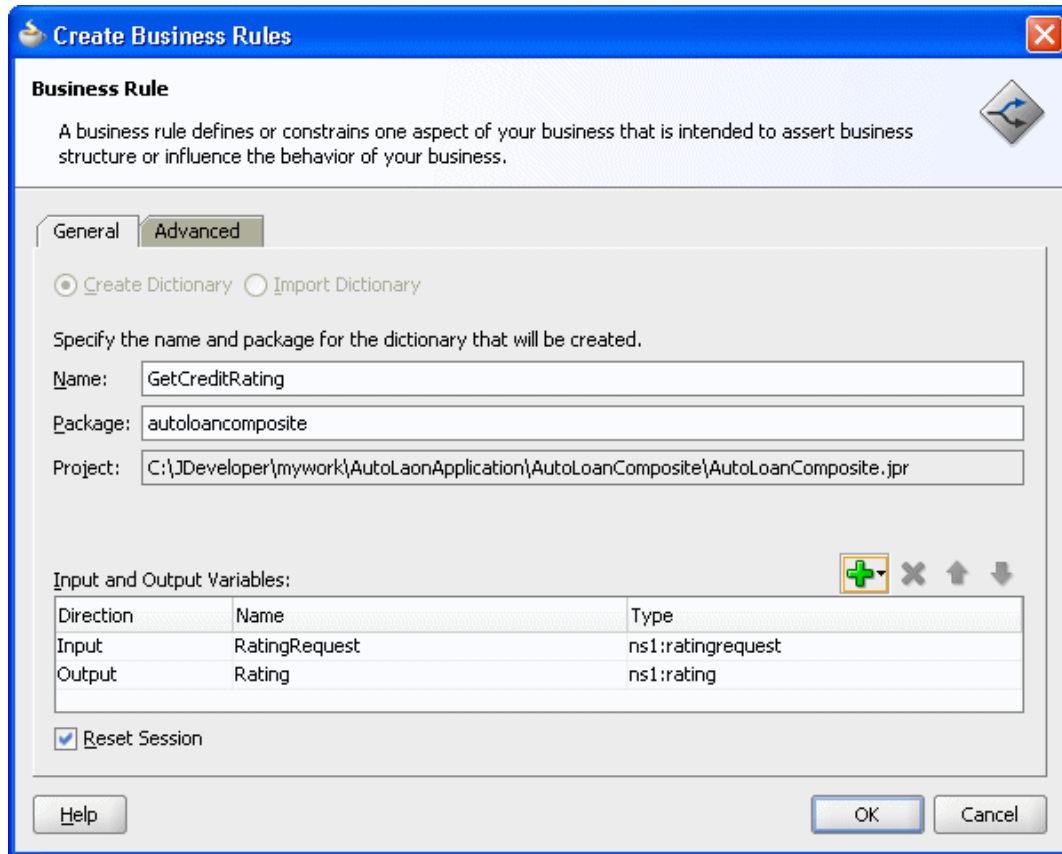 Create Business Rules
Business Rule
A business rule defines or constrains one aspect of your business that is intended to assert business
structure or influence the behavior of your business.
General Advanced
Create Dictionary Import Dictionary
Specify the name and package for the dictionary that will be created.
Name: GetCreditRating
Package: autoloancomposite
Project: C:\JDeveloper\mywork\AutoLaonApplication\AutoLoanComposite\AutoLoanComposite.jpr
Input and Output Variables:
Direction Name Type
Input RatingRequest ns1:ratingrequest
Output Rating ns1:rating
Reset Session
Help OK Cancel